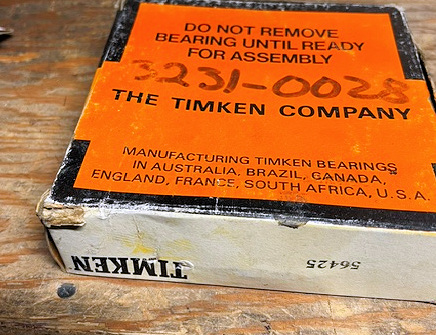 DO NOT REMOVE
BEARING UNTIL READY
FOR ASSEMBLY
3231-0028
THE TIMKEN COMPANY
MANUFACTURING TIMKEN BEARINGS
IN AUSTRALIA, BRAZIL, CANADA,
ENGLAND, FRANCE, SOUTH AFRICA, U.S.A.
TIMKEN
56425